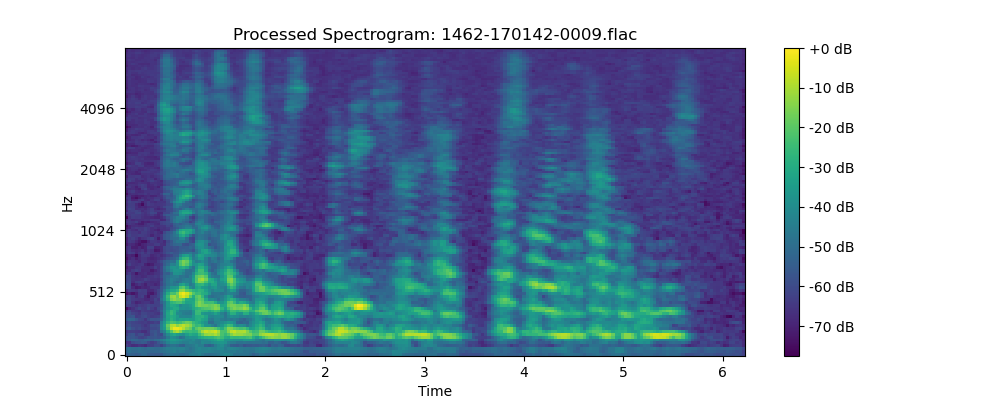 Processed Spectrogram: 1462-170142-0009.flac
Hz
4096
2048
1024
512
0
0 1 2 3 4 5 6
Time
+0 dB
-10 dB
-20 dB
-30 dB
-40 dB
-50 dB
-60 dB
-70 dB